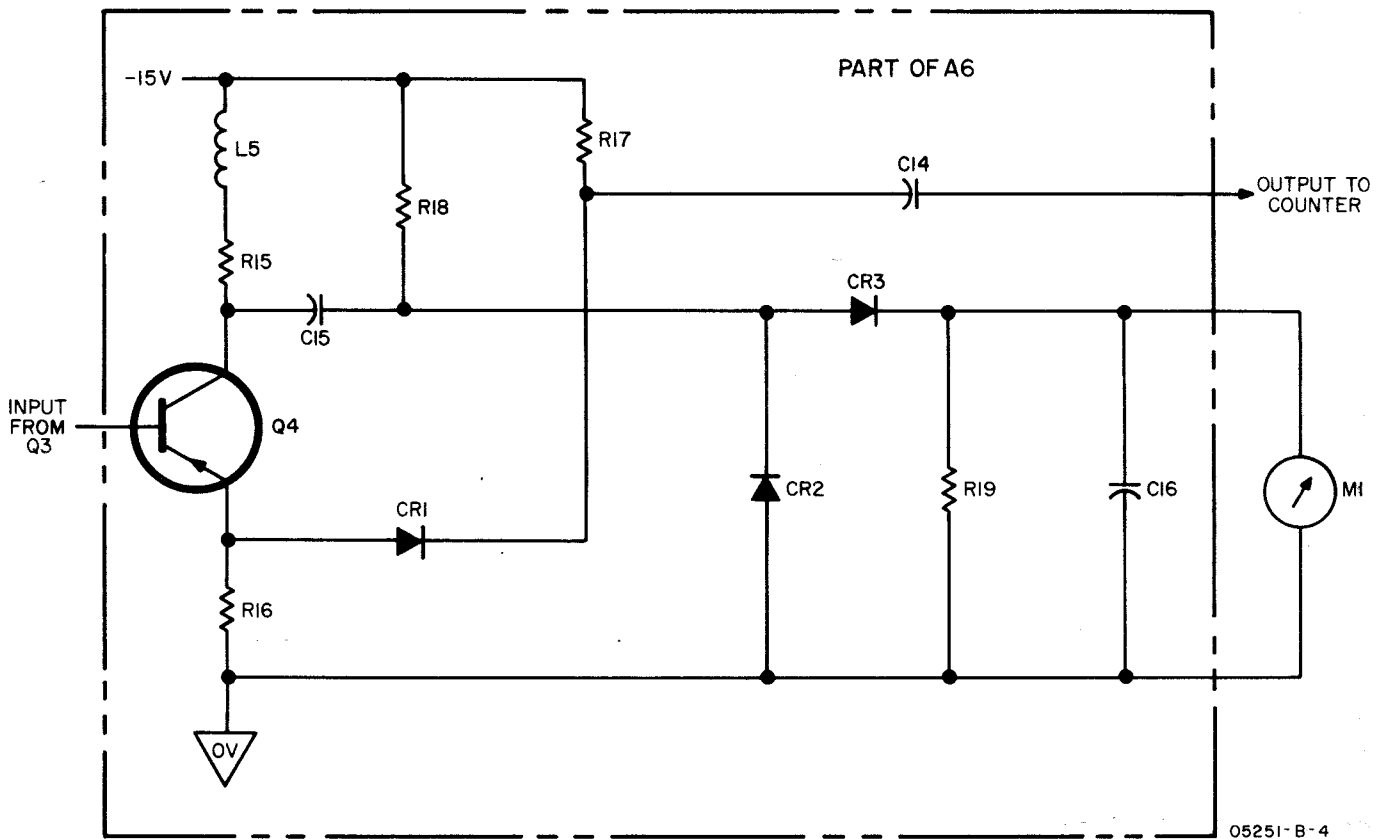 PART OF A6
-15V
L5
R18
R17
C14
OUTPUT TO
COUNTER
R15
CR3
C15
INPUT
FROM
Q3
Q4
CR2
R19
C16
M1
CR1
R16
0V
05251-B-4